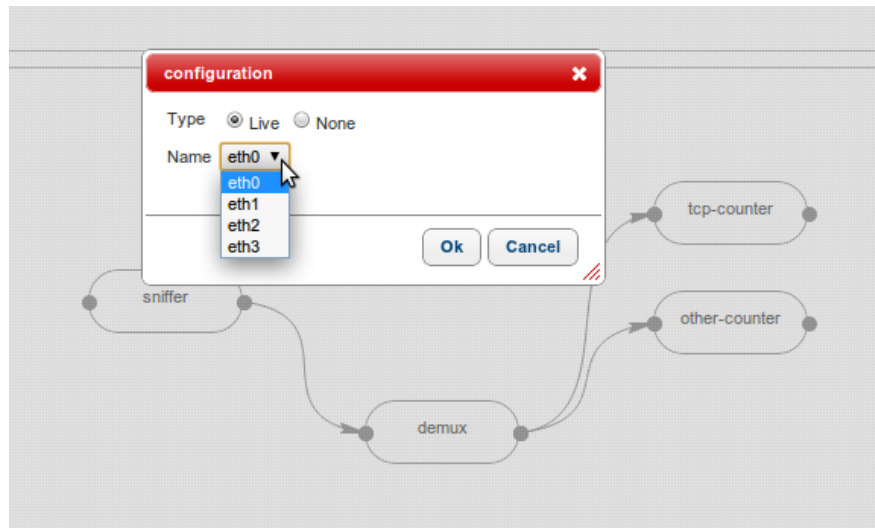 configuration
Type Live None
Name eth0
eth0
eth1
eth2
eth3
Ok Cancel
tcp-counter
sniffer
other-counter
demux